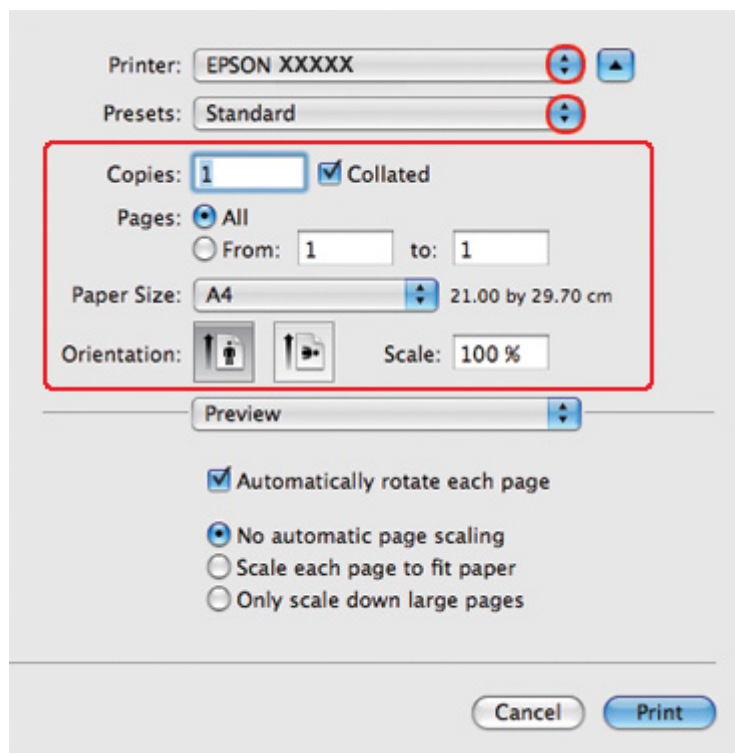 Printer: EPSON XXXXX
Presets: Standard
Copies: 1 Collated
Pages: All
From: 1 to: 1
Paper Size: A4 21.00 by 29.70 cm
Orientation: Scale: 100 %
Preview
Automatically rotate each page
No automatic page scaling
Scale each page to fit paper
Only scale down large pages
Cancel Print